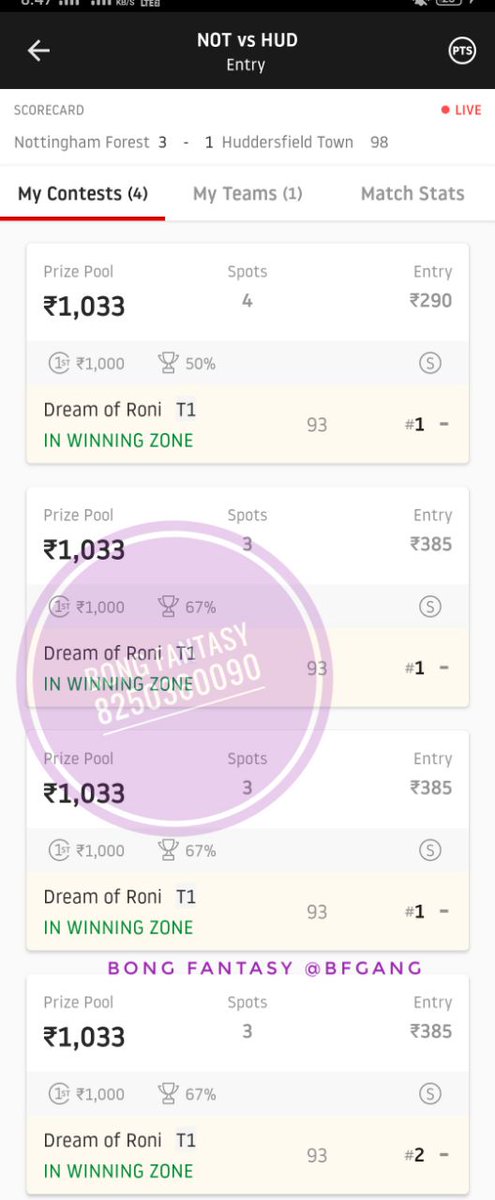 8:47 KB/S LTE
NOT vs HUD
Entry
PTS
SCORECARD
LIVE
Nottingham Forest 3 - 1 Huddersfield Town 98
My Contests (4) My Teams (1) Match Stats
Prize Pool Spots Entry
₹1,033 4 ₹290
1ST ₹1,000 50% S
Dream of Roni T1 93 #1 -
IN WINNING ZONE
Prize Pool Spots Entry
₹1,033 3 ₹385
1ST ₹1,000 67% S
Dream of Roni T1 93 #1 -
IN WINNING ZONE
BONG FANTASY
Prize Pool Spots Entry
₹1,033 3 ₹385
1ST ₹1,000 67% S
Dream of Roni T1 93 #1 -
IN WINNING ZONE
BONG FANTASY @BFGANG
Prize Pool Spots Entry
₹1,033 3 ₹385
1ST ₹1,000 67% S
Dream of Roni T1 93 #2 -
IN WINNING ZONE